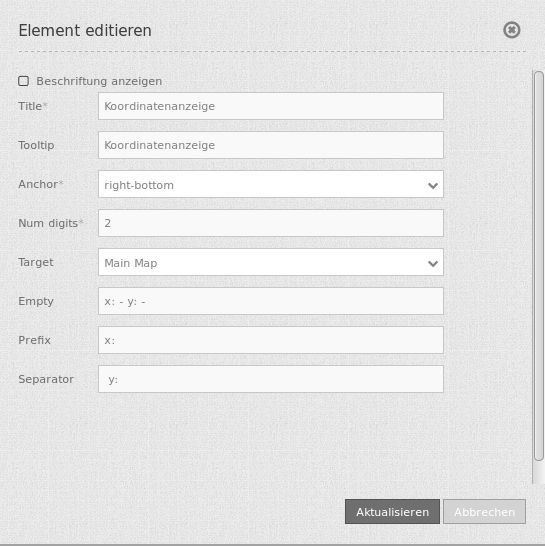 Element editieren
Beschriftung anzeigen
Title* Koordinatenanzeige
Tooltip Koordinatenanzeige
Anchor* right-bottom
Num digits* 2
Target Main Map
Empty x: - y: -
Prefix x:
Separator y:
Aktualisieren Abbrechen